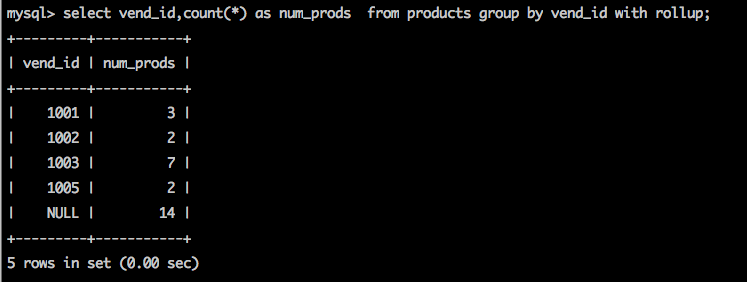 mysql> select vend_id,count(*) as num_prods  from products group by vend_id with rollup;
+---------+-----------+
| vend_id | num_prods |
+---------+-----------+
|    1001 |         3 |
|    1002 |         2 |
|    1003 |         7 |
|    1005 |         2 |
|    NULL |        14 |
+---------+-----------+
5 rows in set (0.00 sec)